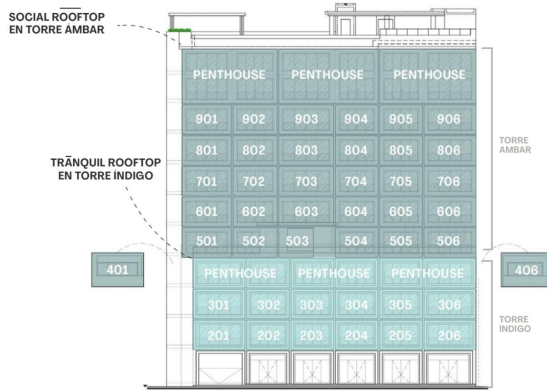 SOCIAL ROOFTOP
EN TORRE ÁMBAR
PENTHOUSE PENTHOUSE PENTHOUSE
901 902 903 904 905 906
TORRE
AMBAR
801 802 803 804 805 806
TRĀNQUIL ROOFTOP
EN TORRE ÍNDIGO
701 702 703 704 705 706
601 602 603 604 605 606
501 502 503 504 505 506
401 PENTHOUSE PENTHOUSE PENTHOUSE 406
301 302 303 304 305 306
TORRE
INDIGO
201 202 203 204 205 206